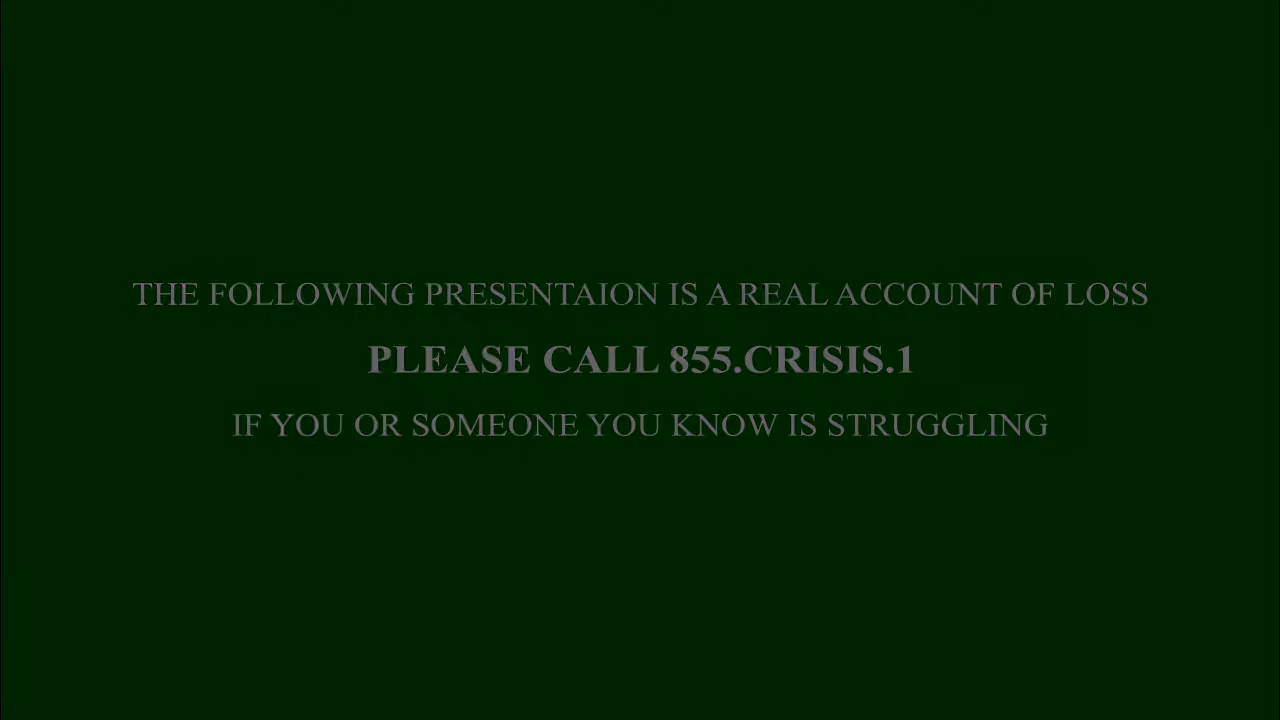 THE FOLLOWING PRESENTAION IS A REAL ACCOUNT OF LOSS
PLEASE CALL 855.CRISIS.1
IF YOU OR SOMEONE YOU KNOW IS STRUGGLING